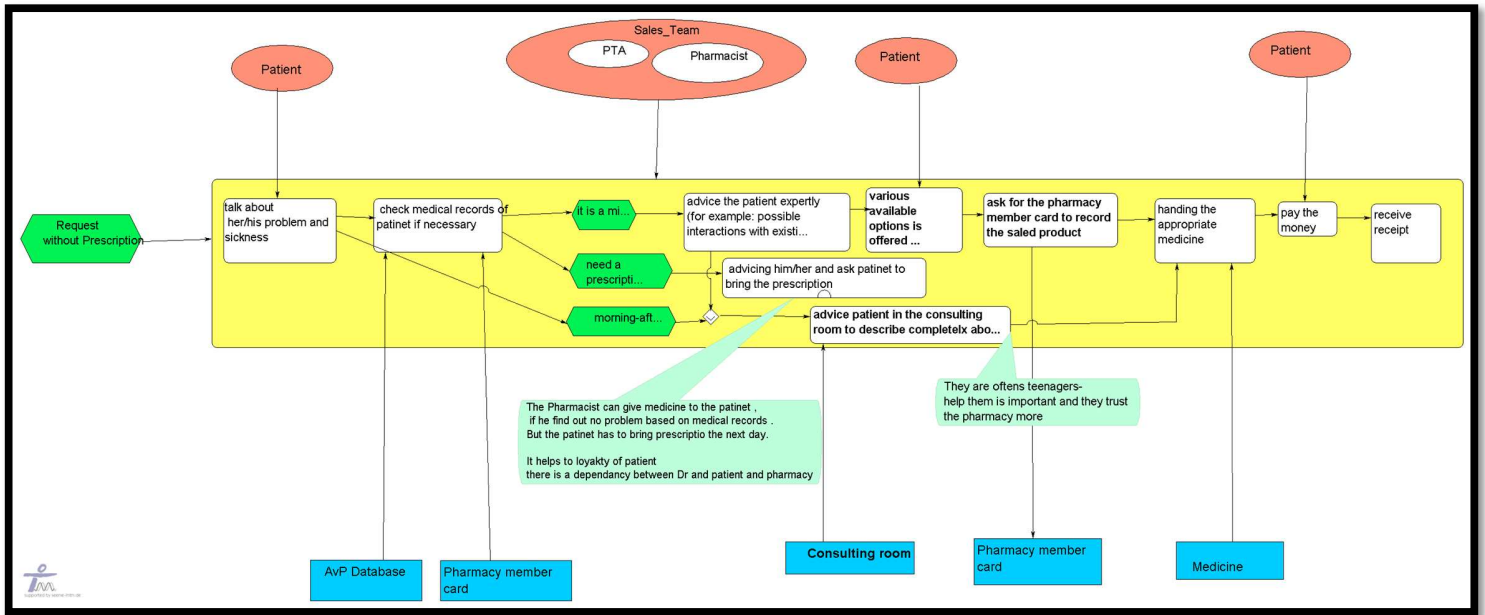 Sales_Team
PTA
Pharmacist
Patient
Patient
Patient
Request
without Prescription
talk about
her/his problem and
sickness
check medical records of
patinet if necessary
it is a mi...
advice the patient expertly
(for example: possible
interactions with existi...
various
available
options is
offered ...
ask for the pharmacy
member card to record
the saled product
handing the
appropriate
medicine
pay the
money
receive
receipt
need a
prescripti...
advicing him/her and ask patinet to
bring the prescription
morning-aft...
advice patient in the consulting
room to describe completelx abo...
The Pharmacist can give medicine to the patinet ,
if he find out no problem based on medical records .
But the patinet has to bring prescriptio the next day.
It helps to loyakty of patient
there is a dependancy between Dr and patient and pharmacy
They are oftens teenagers-
help them is important and they trust
the pharmacy more
AvP Database
Pharmacy member
card
Consulting room
Pharmacy member
card
Medicine